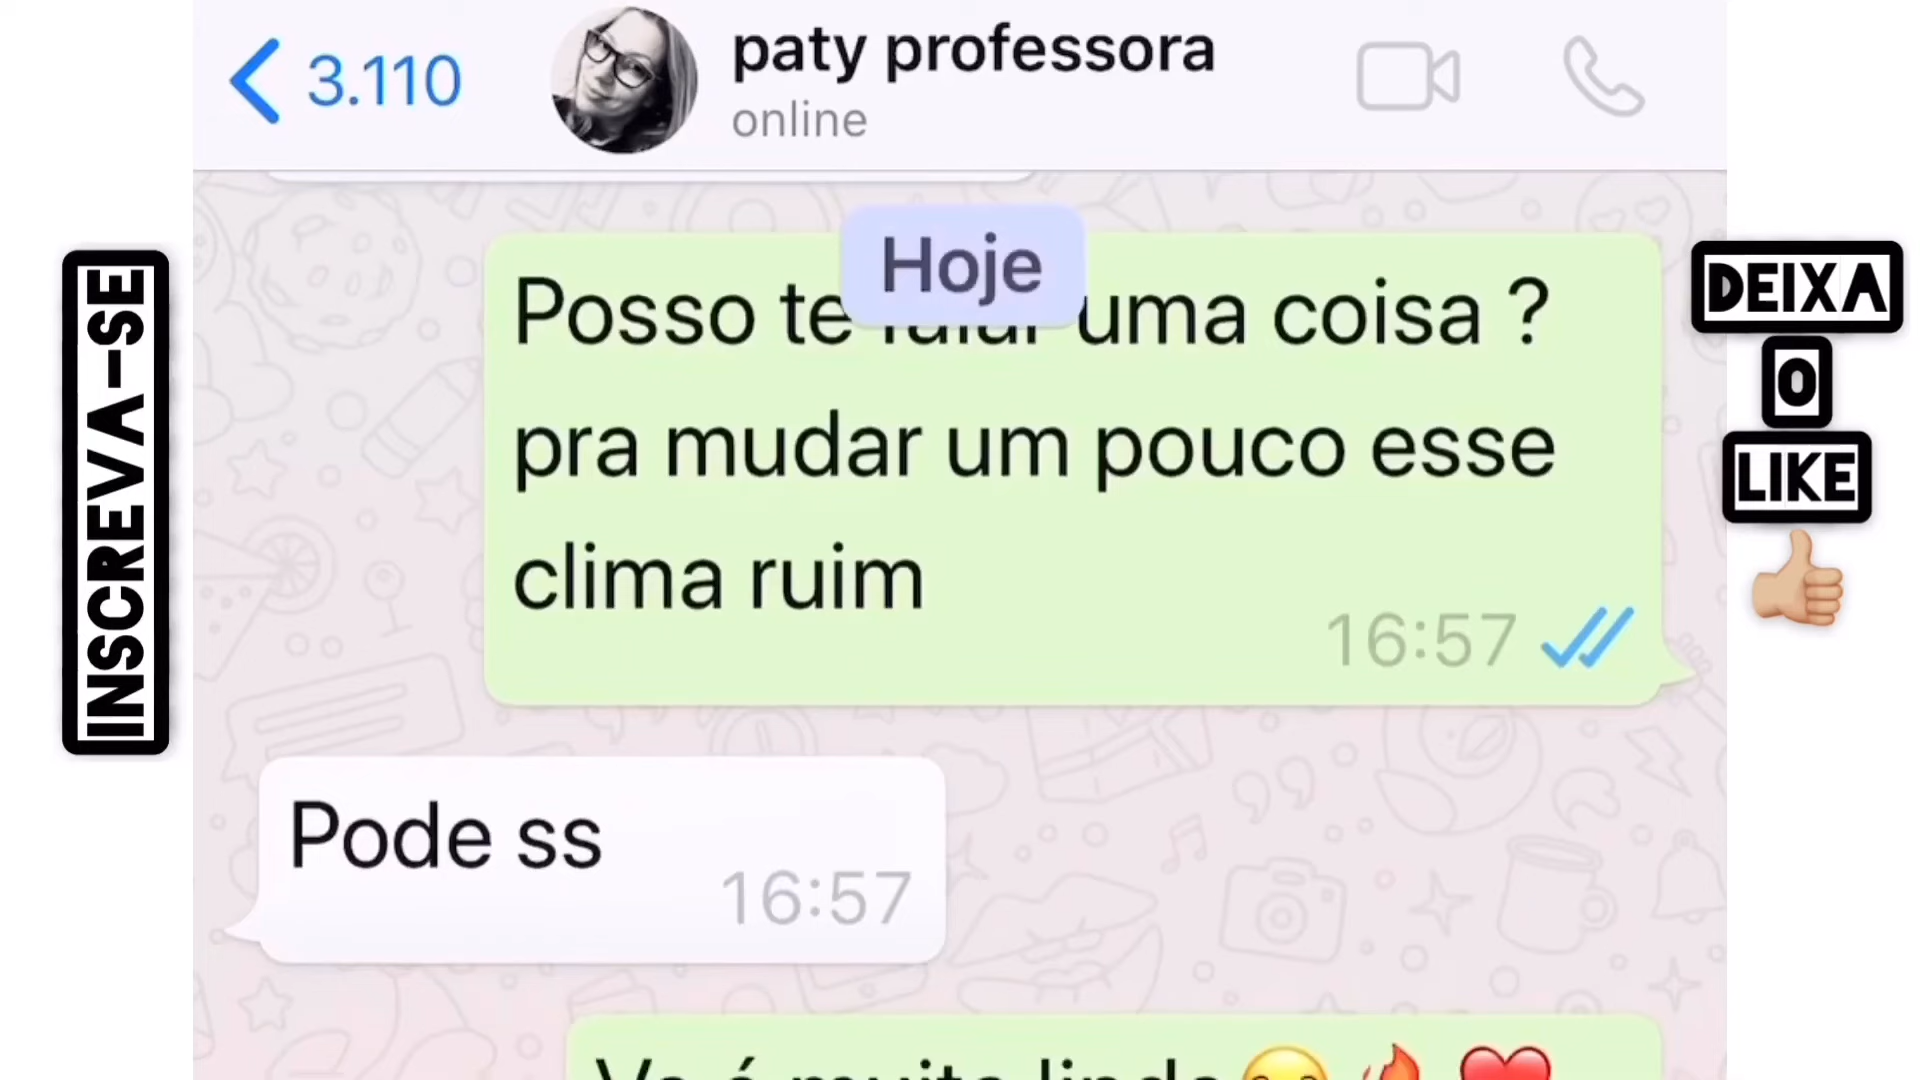 3.110
paty professora
online
Hoje
Posso te falar uma coisa ?
pra mudar um pouco esse
clima ruim
16:57
Pode ss
16:57
INSCREVA-SE
DEIXA
O
LIKE